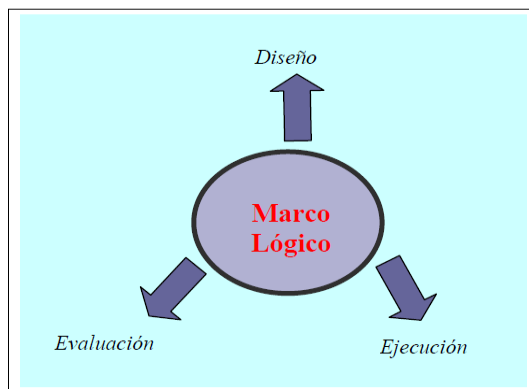 Diseño
Marco
Lógico
Evaluación
Ejecución